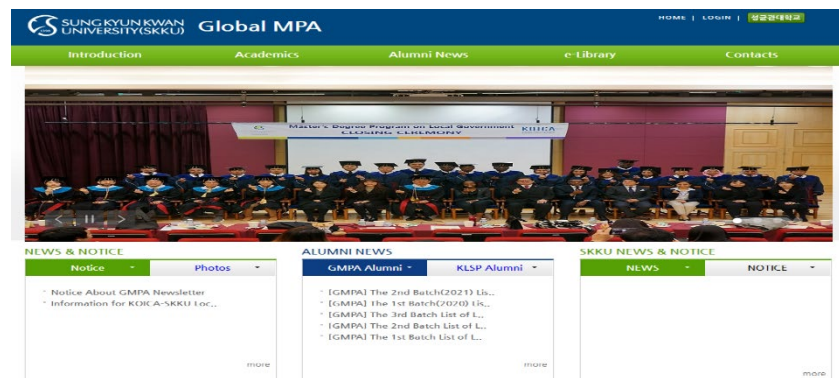 SUNGKYUNKWAN
UNIVERSITY(SKKU)
Global MPA
HOME | LOGIN | 성균관대학교
Introduction Academics Alumni News e-Library Contacts
Master's Degree Program on Local Government
CLOSING CEREMONY
KOICA
NEWS & NOTICE
Notice Photos
Notice About GMPA Newsletter
Information for KOICA-SKKU Loc...
more
ALUMNI NEWS
GMPA Alumni KLSP Alumni
[GMPA] The 2nd Batch(2021) Lis..
[GMPA] The 1st Batch(2020) Lis..
[GMPA] The 3rd Batch List of L..
[GMPA] The 2nd Batch List of L..
[GMPA] The 1st Batch List of L..
more
SKKU NEWS & NOTICE
NEWS NOTICE
more